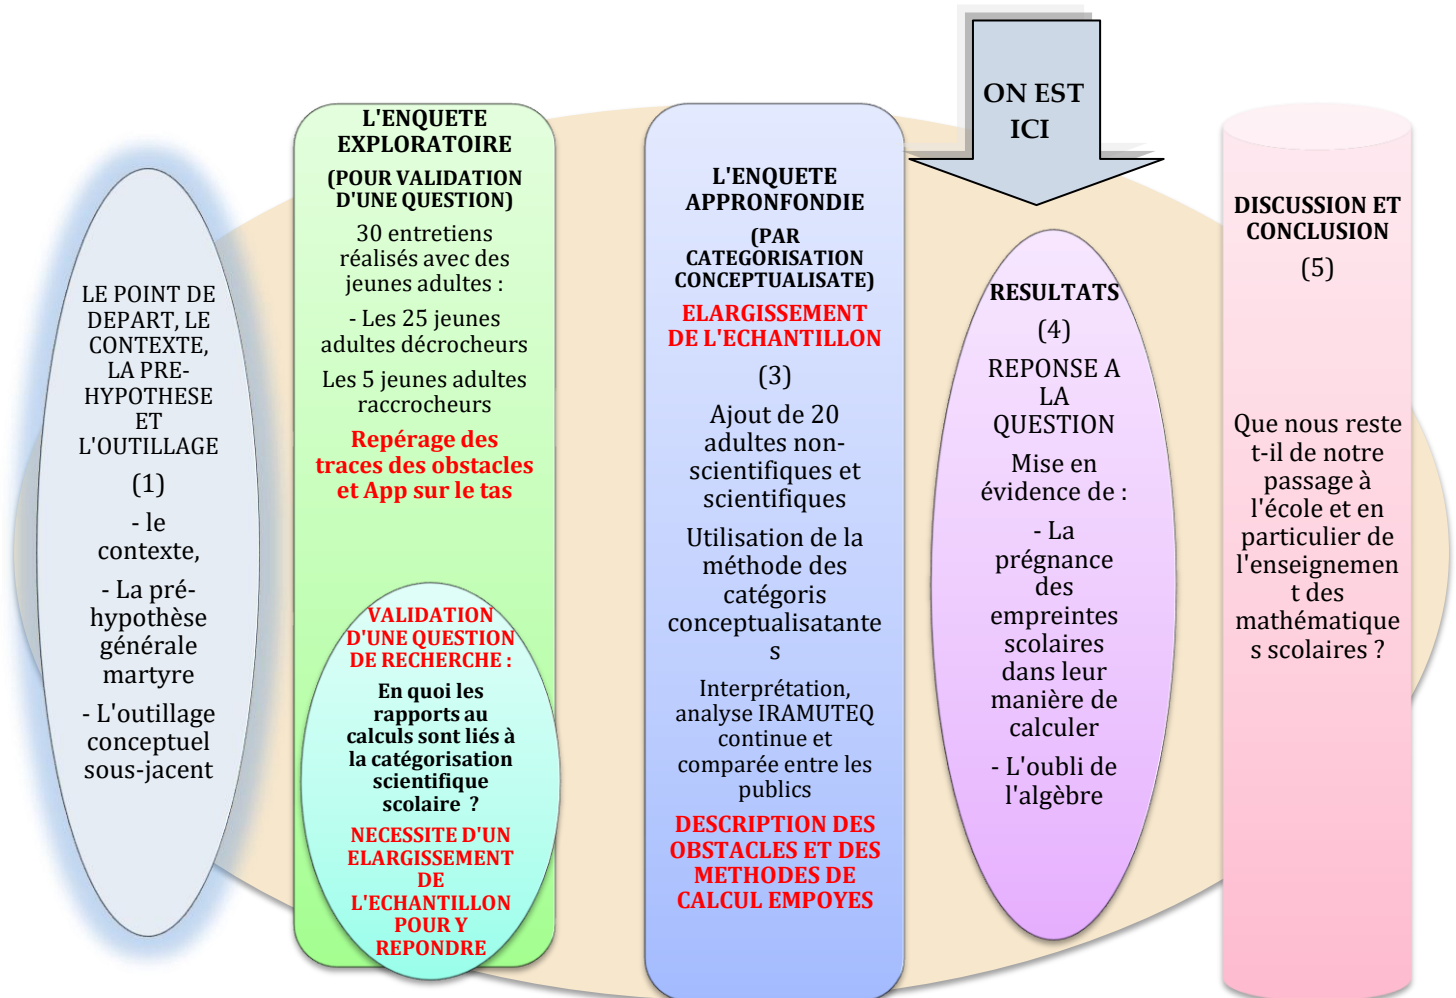 LE POINT DE
DEPART, LE
CONTEXTE,
LA PRE-
HYPOTHESE
ET
L'OUTILLAGE
(1)
- le
contexte,
- La pré-
hypothèse
générale
martyre
- L'outillage
conceptuel
sous-jacent
L'ENQUETE
EXPLORATOIRE
(POUR VALIDATION
D'UNE QUESTION)
30 entretiens
réalisés avec des
jeunes adultes :
- Les 25 jeunes
adultes décrocheurs
Les 5 jeunes adultes
raccrocheurs
Repérage des
traces des obstacles
et App sur le tas
VALIDATION
D'UNE QUESTION
DE RECHERCHE :
En quoi les
rapports au
calculs sont liés à
la catégorisation
scientifique
scolaire ?
NECESSITE D'UN
ELARGISSEMENT
DE
L'ECHANTILLON
POUR Y
REPONDRE
L'ENQUETE
APPRONFONDIE
(PAR
CATEGORISATION
CONCEPTUALISATE)
ELARGISSEMENT
DE L'ECHANTILLON
(3)
Ajout de 20
adultes non-
scientifiques et
scientifiques
Utilisation de la
méthode des
catégoris
conceptualisatante
s
Interprétation,
analyse IRAMUTEQ
continue et
comparée entre les
publics
DESCRIPTION DES
OBSTACLES ET DES
METHODES DE
CALCUL EMPOYES
ON EST
ICI
RESULTATS
(4)
REPONSE A
LA
QUESTION
Mise en
évidence de :
- La
prégnance
des
empreintes
scolaires
dans leur
manière de
calculer
- L'oubli de
l'algèbre
DISCUSSION ET
CONCLUSION
(5)
Que nous reste
t-il de notre
passage à
l'école et en
particulier de
l'enseignemen
t des
mathématique
s scolaires ?